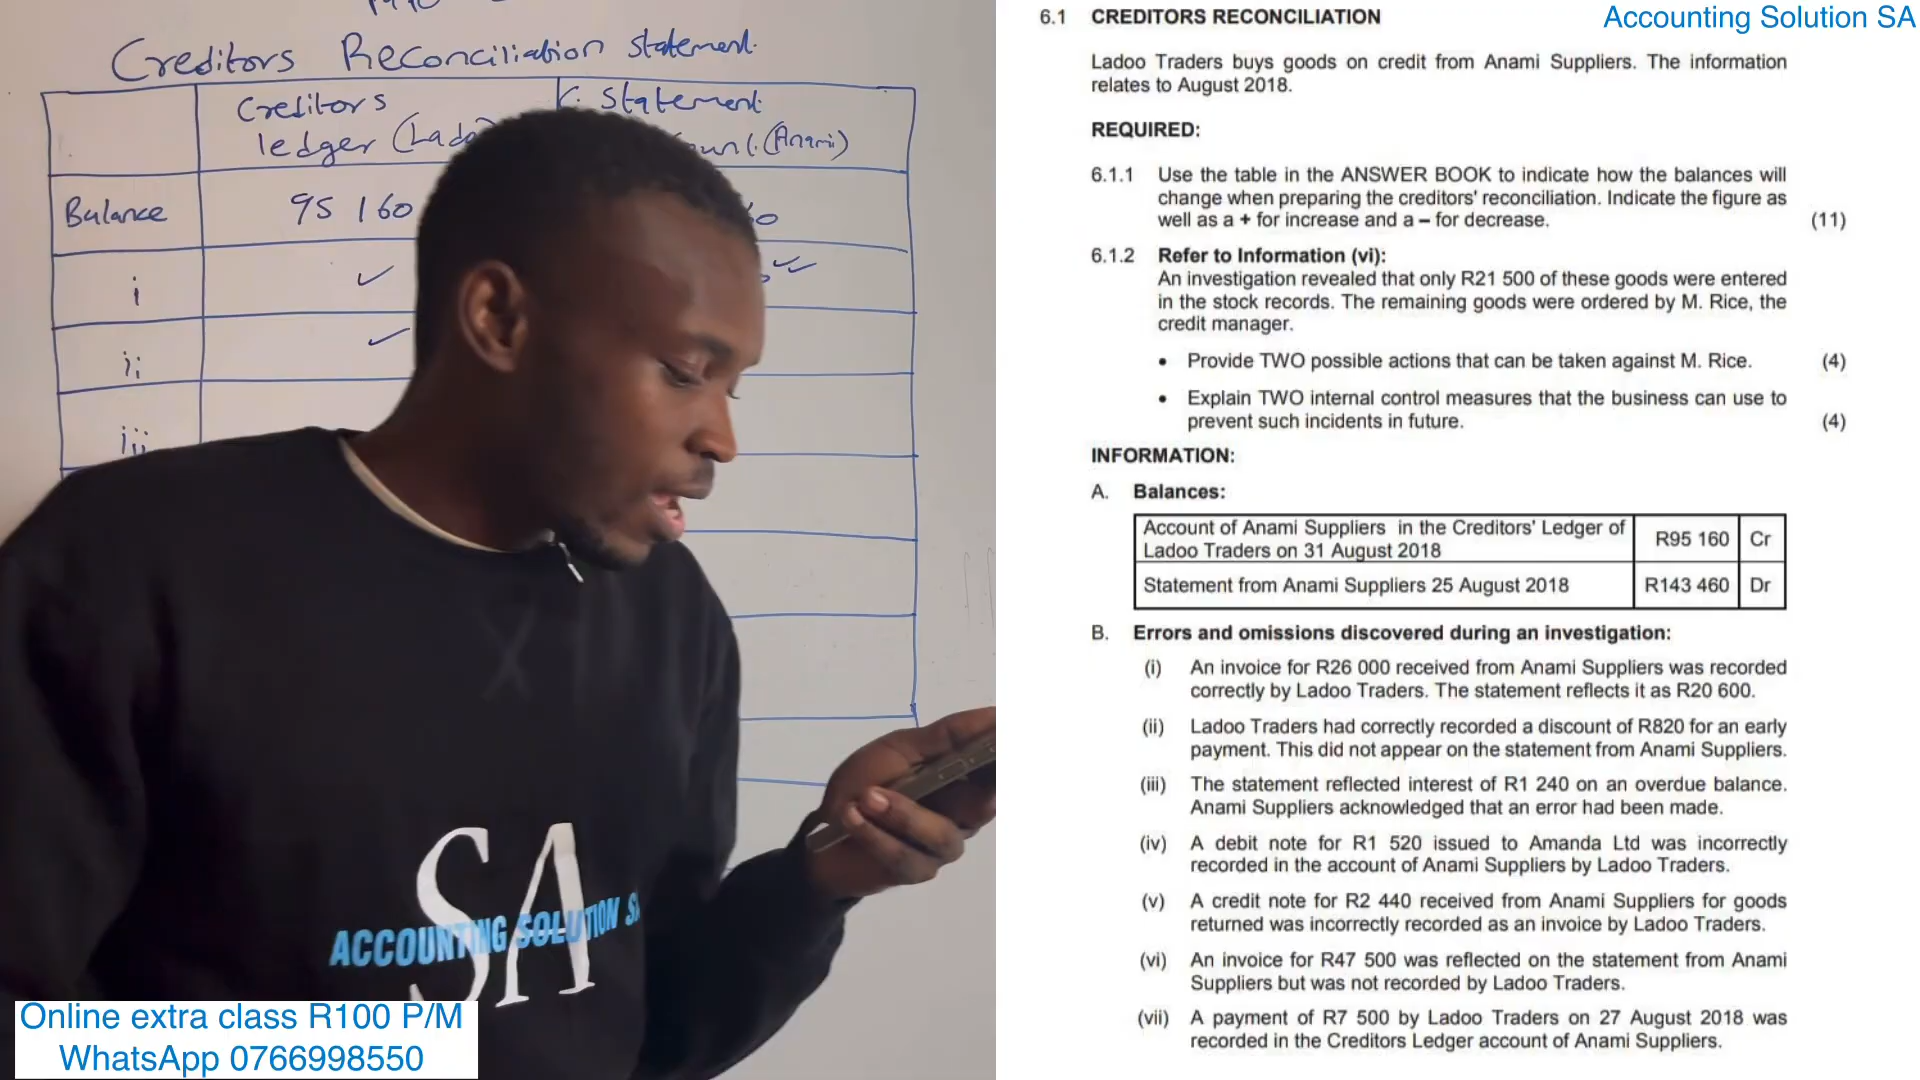 Creditors Reconciliation statement.
Creditors
ledger
statement
(Anami)
Balance
95 160
i
ii
iii
SA
ACCOUNTING SOLUTION
Online extra class R100 P/M
WhatsApp 0766998550
Accounting Solution SA
6.1 CREDITORS RECONCILIATION
Ladoo Traders buys goods on credit from Anami Suppliers. The information
relates to August 2018.
REQUIRED:
6.1.1 Use the table in the ANSWER BOOK to indicate how the balances will
change when preparing the creditors' reconciliation. Indicate the figure as
well as a + for increase and a – for decrease. (11)
6.1.2 Refer to Information (vi):
An investigation revealed that only R21 500 of these goods were entered
in the stock records. The remaining goods were ordered by M. Rice, the
credit manager.
• Provide TWO possible actions that can be taken against M. Rice. (4)
• Explain TWO internal control measures that the business can use to
prevent such incidents in future. (4)
INFORMATION:
A. Balances:
Account of Anami Suppliers in the Creditors' Ledger of
Ladoo Traders on 31 August 2018 R95 160 Cr
Statement from Anami Suppliers 25 August 2018 R143 460 Dr
B. Errors and omissions discovered during an investigation:
(i) An invoice for R26 000 received from Anami Suppliers was recorded
correctly by Ladoo Traders. The statement reflects it as R20 600.
(ii) Ladoo Traders had correctly recorded a discount of R820 for an early
payment. This did not appear on the statement from Anami Suppliers.
(iii) The statement reflected interest of R1 240 on an overdue balance.
Anami Suppliers acknowledged that an error had been made.
(iv) A debit note for R1 520 issued to Amanda Ltd was incorrectly
recorded in the account of Anami Suppliers by Ladoo Traders.
(v) A credit note for R2 440 received from Anami Suppliers for goods
returned was incorrectly recorded as an invoice by Ladoo Traders.
(vi) An invoice for R47 500 was reflected on the statement from Anami
Suppliers but was not recorded by Ladoo Traders.
(vii) A payment of R7 500 by Ladoo Traders on 27 August 2018 was
recorded in the Creditors Ledger account of Anami Suppliers.